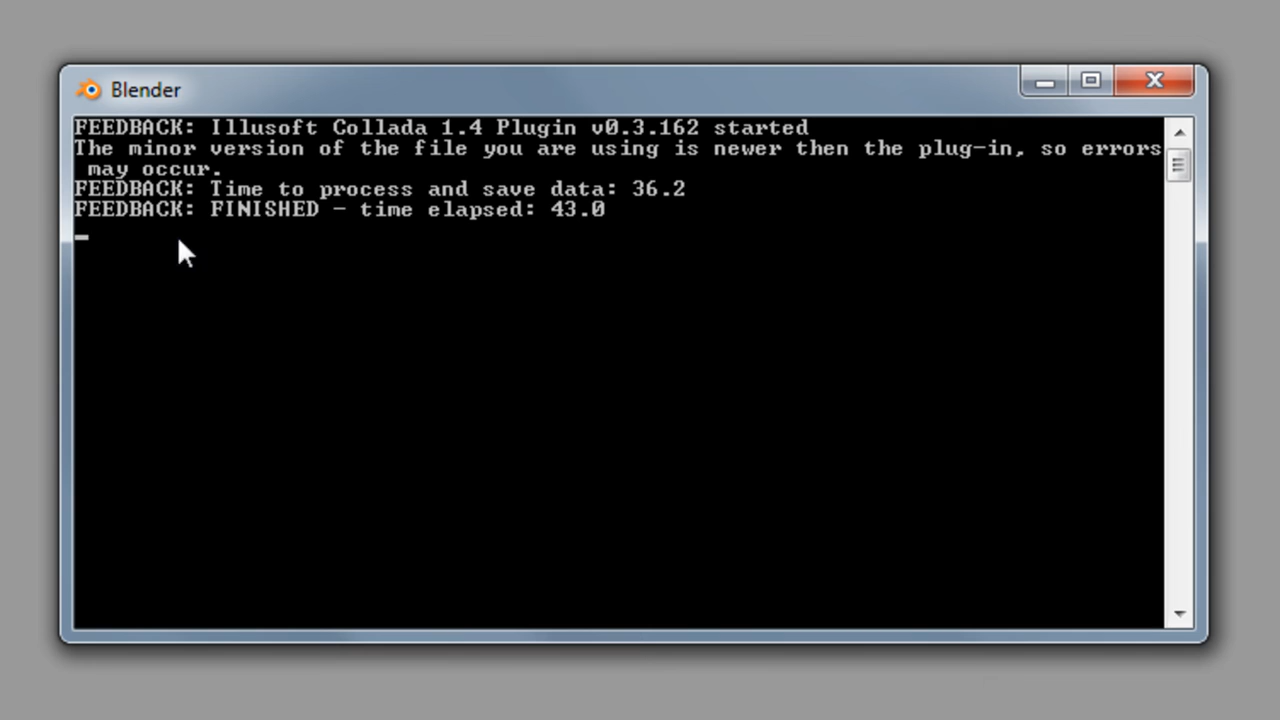 Blender
FEEDBACK: Illusoft Collada 1.4 Plugin v0.3.162 started
The minor version of the file you are using is newer then the plug-in, so errors
may occur.
FEEDBACK: Time to process and save data: 36.2
FEEDBACK: FINISHED - time elapsed: 43.0